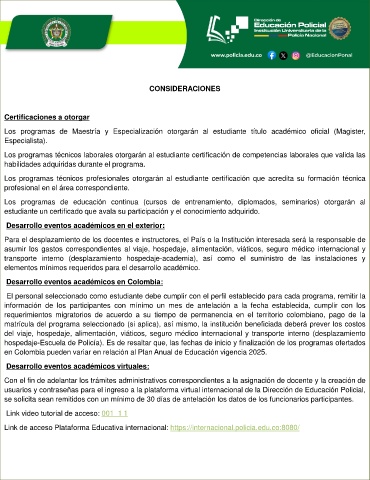 Dirección de
Educación Policial
Institución Universitaria de la
Policía Nacional
www.policia.edu.co @EducacionPonal
CONSIDERACIONES
Certificaciones a otorgar
Los programas de Maestría y Especialización otorgarán al estudiante título académico oficial (Magister,
Especialista).
Los programas técnicos laborales otorgarán al estudiante certificación de competencias laborales que valida las
habilidades adquiridas durante el programa.
Los programas técnicos profesionales otorgarán al estudiante certificación que acredita su formación técnica
profesional en el área correspondiente.
Los programas de educación continua (cursos de entrenamiento, diplomados, seminarios) otorgarán al
estudiante un certificado que avala su participación y el conocimiento adquirido.
Desarrollo eventos académicos en el exterior:
Para el desplazamiento de los docentes e instructores, el País o la Institución interesada será la responsable de
asumir los gastos correspondientes al viaje, hospedaje, alimentación, viáticos, seguro médico internacional y
transporte interno (desplazamiento hospedaje-academia), así como el suministro de las instalaciones y
elementos mínimos requeridos para el desarrollo académico.
Desarrollo eventos académicos en Colombia:
El personal seleccionado como estudiante debe cumplir con el perfil establecido para cada programa, remitir la
información de los participantes con mínimo un mes de antelación a la fecha establecida, cumplir con los
requerimientos migratorios de acuerdo a su tiempo de permanencia en el territorio colombiano, pago de la
matrícula del programa seleccionado (si aplica), así mismo, la institución beneficiada deberá prever los costos
del viaje, hospedaje, alimentación, viáticos, seguro médico internacional y transporte interno (desplazamiento
hospedaje-Escuela de Policía). Es de resaltar que, las fechas de inicio y finalización de los programas ofertados
en Colombia pueden variar en relación al Plan Anual de Educación vigencia 2025.
Desarrollo eventos académicos virtuales:
Con el fin de adelantar los trámites administrativos correspondientes a la asignación de docente y la creación de
usuarios y contraseñas para el ingreso a la plataforma virtual internacional de la Dirección de Educación Policial,
se solicita sean remitidos con un mínimo de 30 días de antelación los datos de los funcionarios participantes.
Link video tutorial de acceso: 001_1.1
Link de acceso Plataforma Educativa internacional: https://internacional.policia.edu.co:8080/